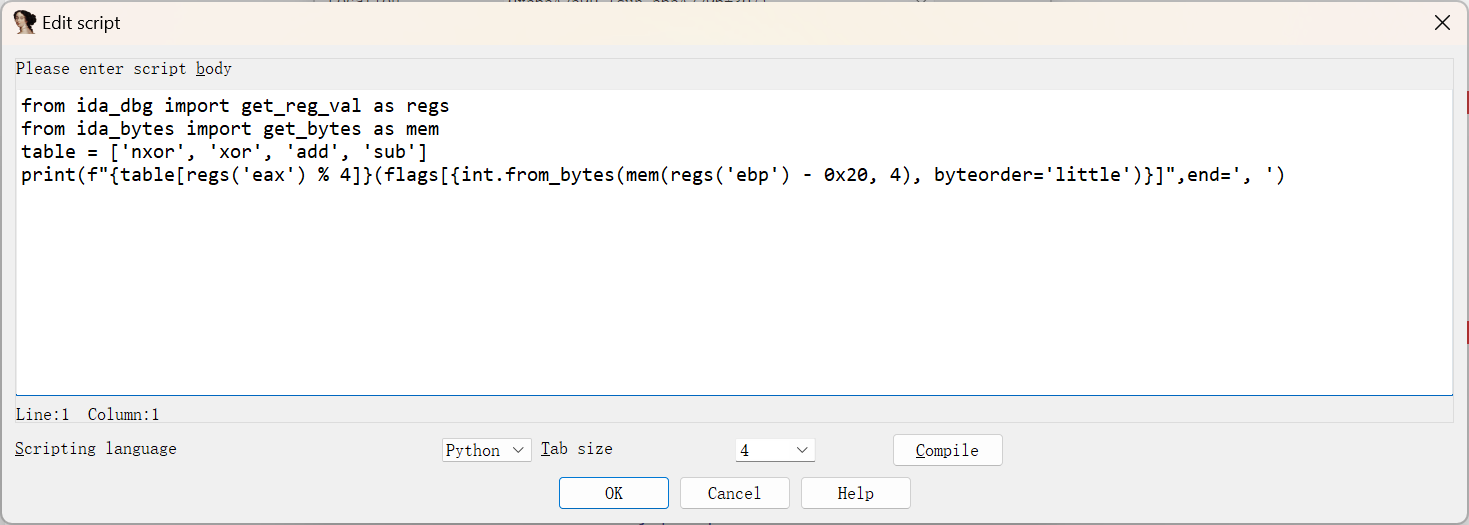 Edit script
Please enter script body
from ida_dbg import get_reg_val as regs
from ida_bytes import get_bytes as mem
table = ['nxor', 'xor', 'add', 'sub']
print(f"{table[regs('eax') % 4]}(flags[{int.from_bytes(mem(regs('ebp') - 0x20, 4), byteorder='little')}]",end=', ')
Line:1 Column:1
Scripting language Python Tab size 4 Compile
OK Cancel Help